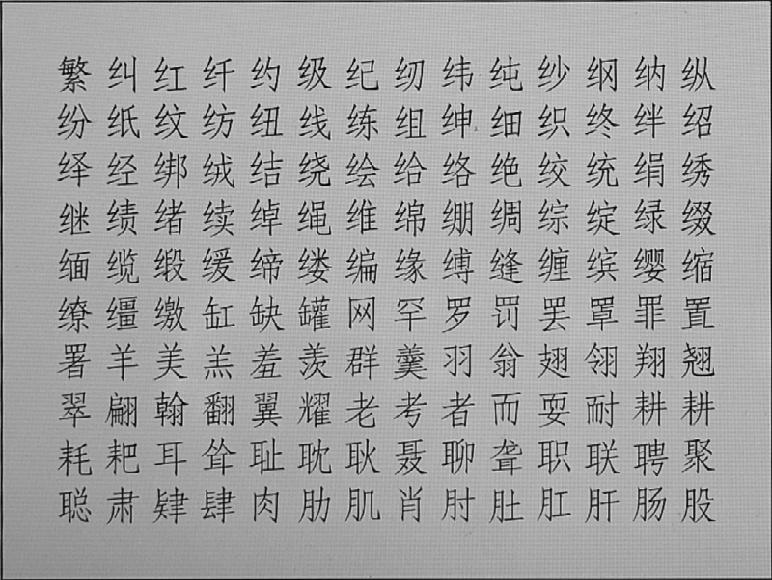 繁纠红纤约级纪纫纬纯纱纲纳纵
纷纸纹纺纽线练组绅细织终绊绍
绎经绑绒结绕绘给络绝绞统绢绣
继绩绪续绰绳维绵绷绸综绽绿缀
缅缆缎缓缔缕编缘缚缝缠缤缨缩
缭缰缴缸缺罐网罕罗罚罢罩罪置
署羊美羔羞羡群羹羽翁翅翎翔翘
翠翩翰翻翼耀老考者而耍耐耕耕
耗耙耳耸耻耽耿聂聊聋职联聘聚
聪肃肄肆肉肋肌肖肘肚肛肝肠股